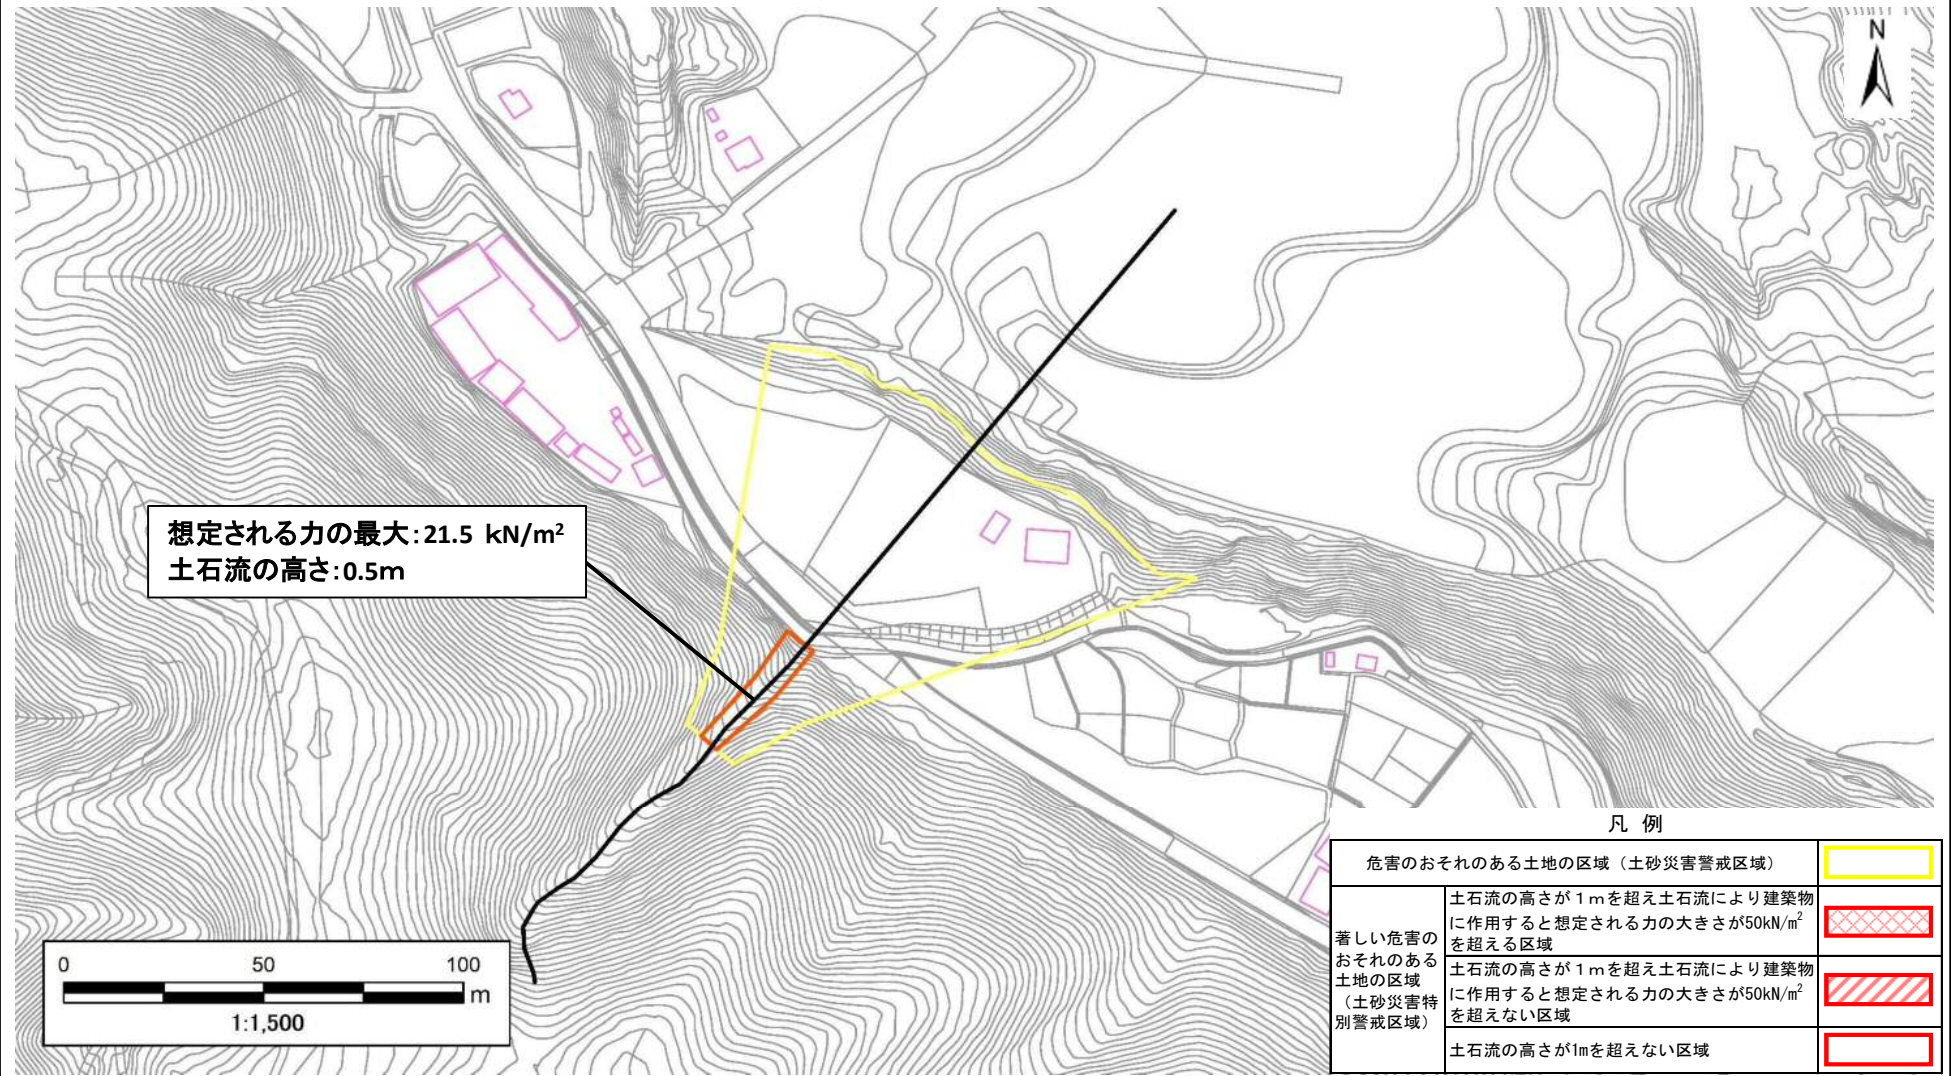 N
想定される力の最大:21.5 kN/m²
土石流の高さ:0.5m
0 50 100
m
1:1,500
凡 例
危害のおそれのある土地の区域（土砂災害警戒区域）
著しい危害の
おそれのある
土地の区域
（土砂災害特
別警戒区域）
土石流の高さが１ｍを超え土石流により建築物
に作用すると想定される力の大きさが50kN/㎡
を超える区域
土石流の高さが１ｍを超え土石流により建築物
に作用すると想定される力の大きさが50kN/㎡
を超えない区域
土石流の高さが1mを超えない区域